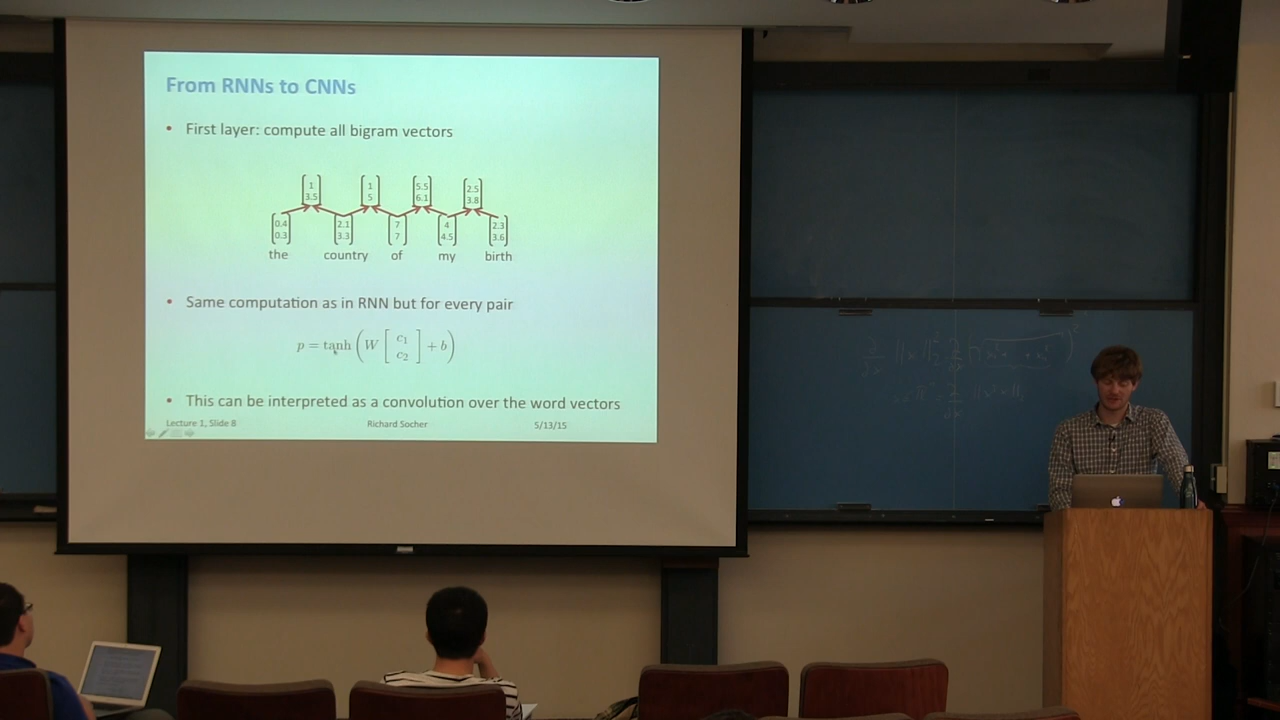 From RNNs to CNNs
• First layer: compute all bigram vectors
1 1 5.5 2.5
3.5 5 6.1 3.8
0.4 2.1 7 4 2.3
0.3 3.3 7 4.5 3.6
the country of my birth
• Same computation as in RNN but for every pair
p = tanh ( W [ c₁ c₂ ] + b )
• This can be interpreted as a convolution over the word vectors
Lecture 1, Slide 8 Richard Socher 5/13/15